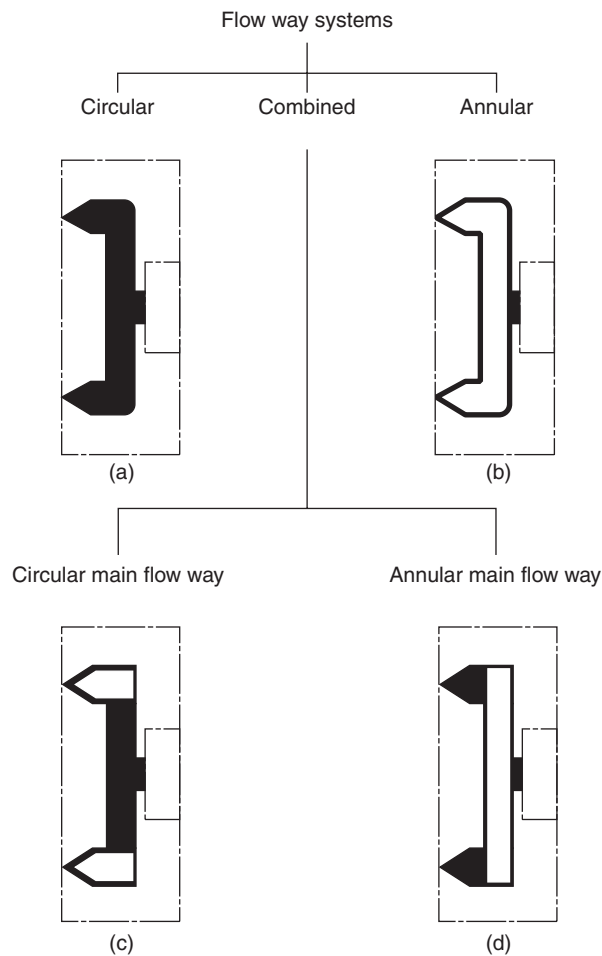 Flow way systems
Circular
Combined
Annular
(a)
(b)
Circular main flow way
Annular main flow way
(c)
(d)